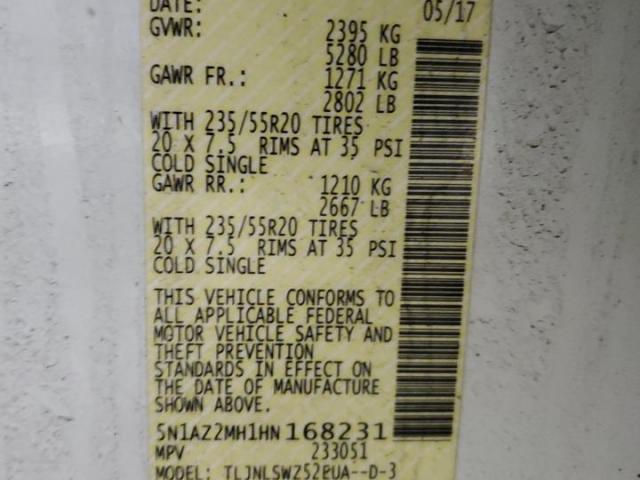 DATE: 05/17
GVWR: 2395 KG
5280 LB
GAWR FR.: 1271 KG
2802 LB
WITH 235/55R20 TIRES
20 X 7.5 RIMS AT 35 PSI
COLD SINGLE
GAWR RR.: 1210 KG
2667 LB
WITH 235/55R20 TIRES
20 X 7.5 RIMS AT 35 PSI
COLD SINGLE
THIS VEHICLE CONFORMS TO
ALL APPLICABLE FEDERAL
MOTOR VEHICLE SAFETY AND
THEFT PREVENTION
STANDARDS IN EFFECT ON
THE DATE OF MANUFACTURE
SHOWN ABOVE.
5N1AZ2MH1HN168231
MPV 233051
MODEL: